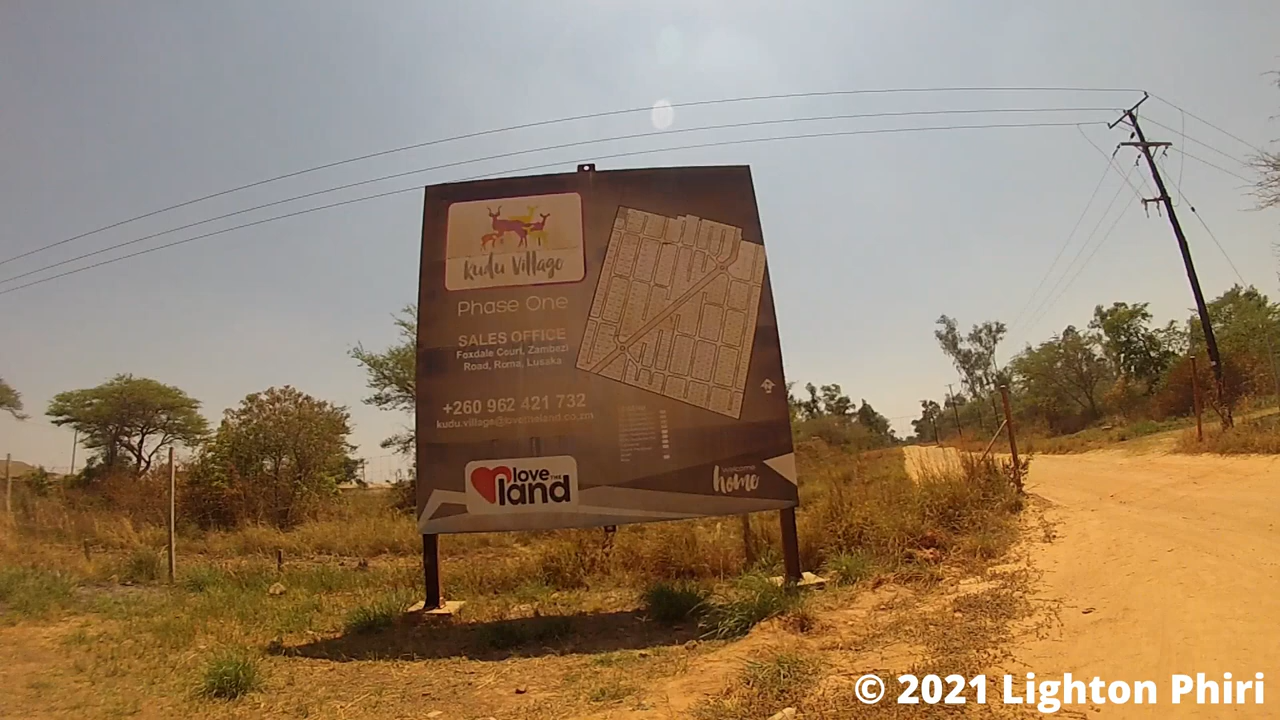 Kudu Village
Phase One
SALES OFFICE
Foxdale Court, Zambezi
Road, Roma, Lusaka
+260 962 421 732
kudu.village@lovetheland.co.zm
love THE
land
welcome
home
© 2021 Lighton Phiri